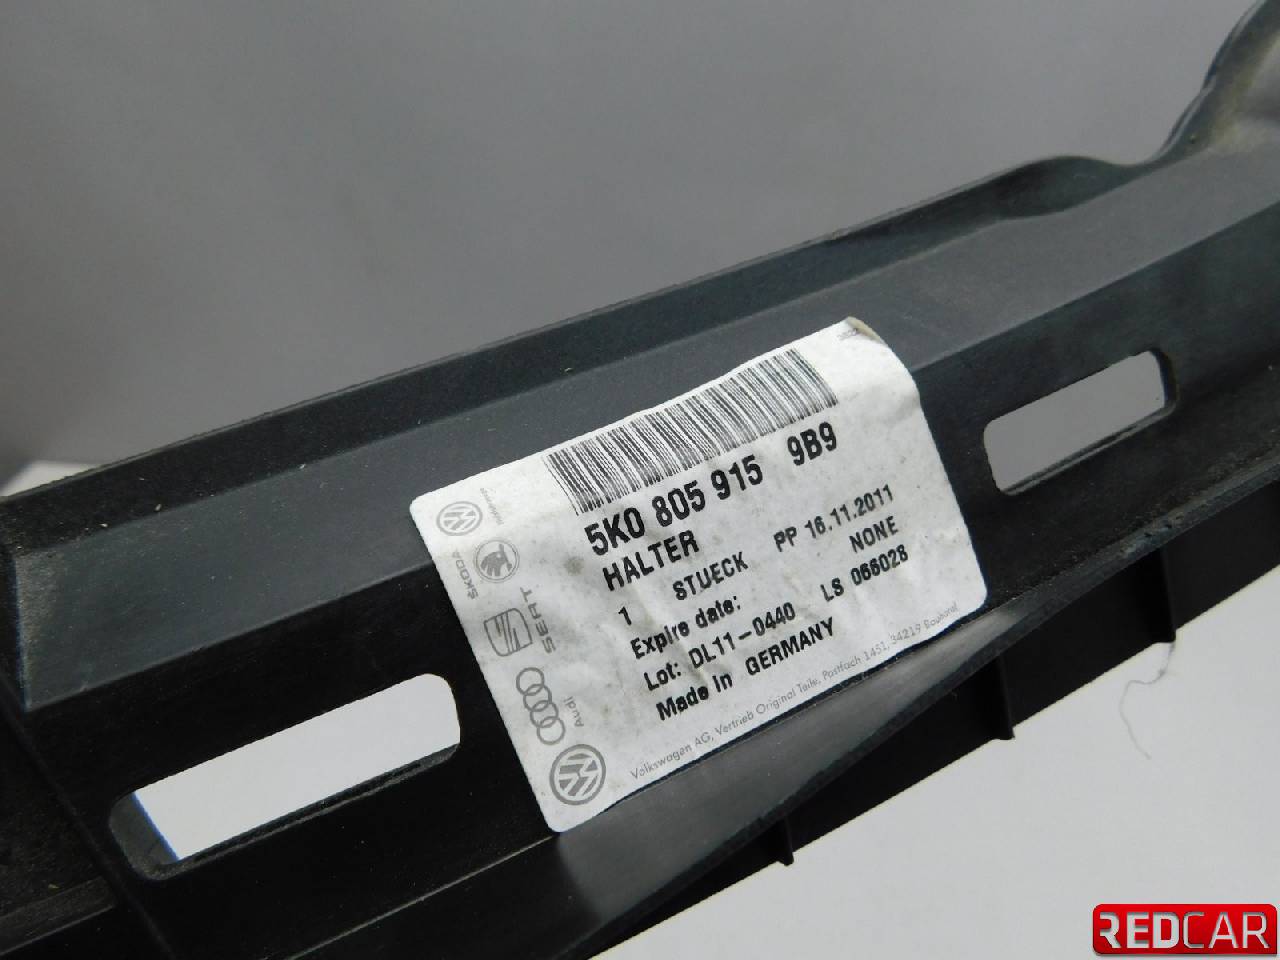 5K0 805 915 9B9
HALTER
1 STUECK PP 16.11.2011
Expire date: NONE
Lot: DL11-0440 LS 066028
Made in GERMANY
Volkswagen AG, Vertrieb Original Teile, Postfach 1451, 34219 Baunatal
Nutzfahrzeuge
ŠKODA
SEAT
Audi
REDCAR